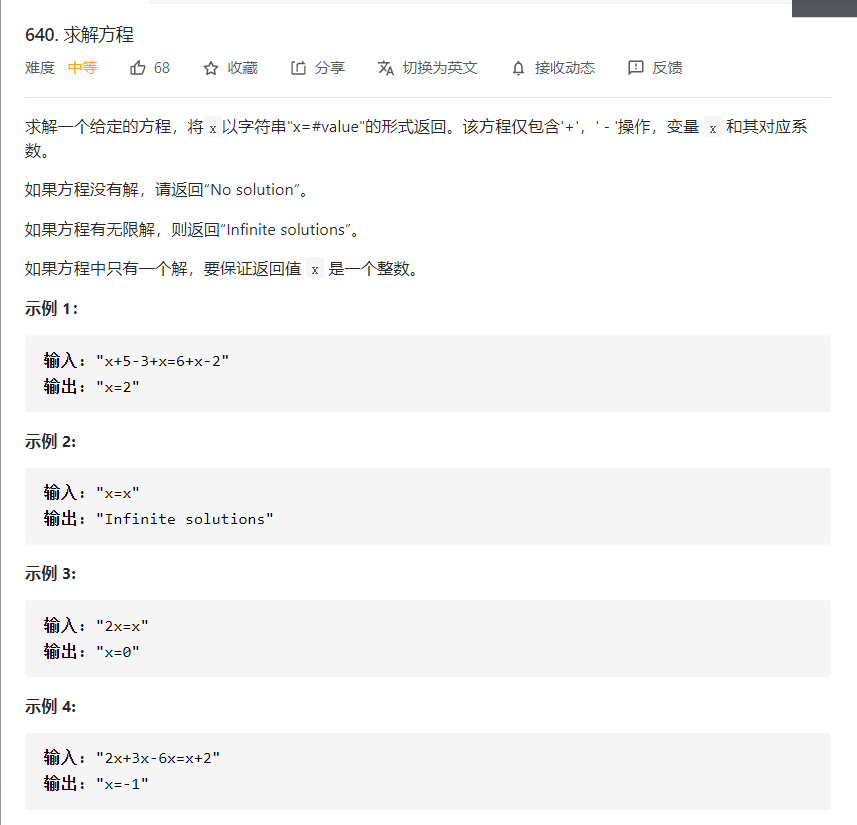 640. 求解方程
难度 中等 68 收藏 分享 切换为英文 接收动态 反馈
求解一个给定的方程，将 x 以字符串"x=#value"的形式返回。该方程仅包含'+'，' - '操作，变量 x 和其对应系
数。
如果方程没有解，请返回“No solution”。
如果方程有无限解，则返回“Infinite solutions”。
如果方程中只有一个解，要保证返回值 x 是一个整数。
示例 1：
输入: "x+5-3+x=6+x-2"
输出: "x=2"
示例 2:
输入: "x=x"
输出: "Infinite solutions"
示例 3:
输入: "2x=x"
输出: "x=0"
示例 4:
输入: "2x+3x-6x=x+2"
输出: "x=-1"